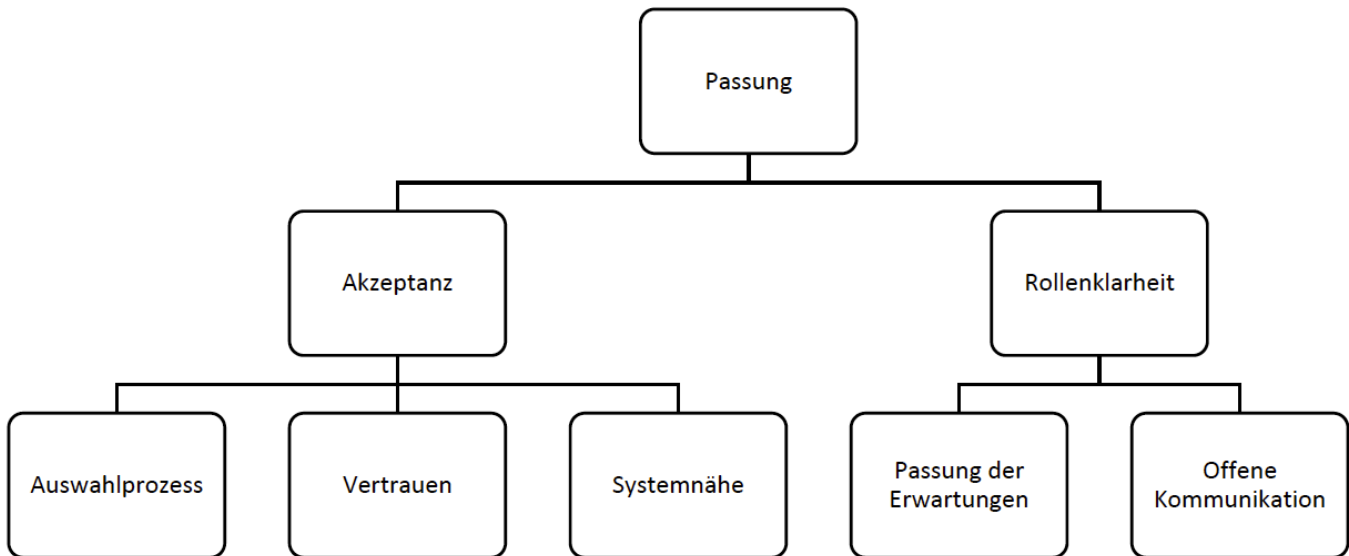 Passung
Akzeptanz
Rollenklarheit
Auswahlprozess
Vertrauen
Systemnähe
Passung der
Erwartungen
Offene
Kommunikation